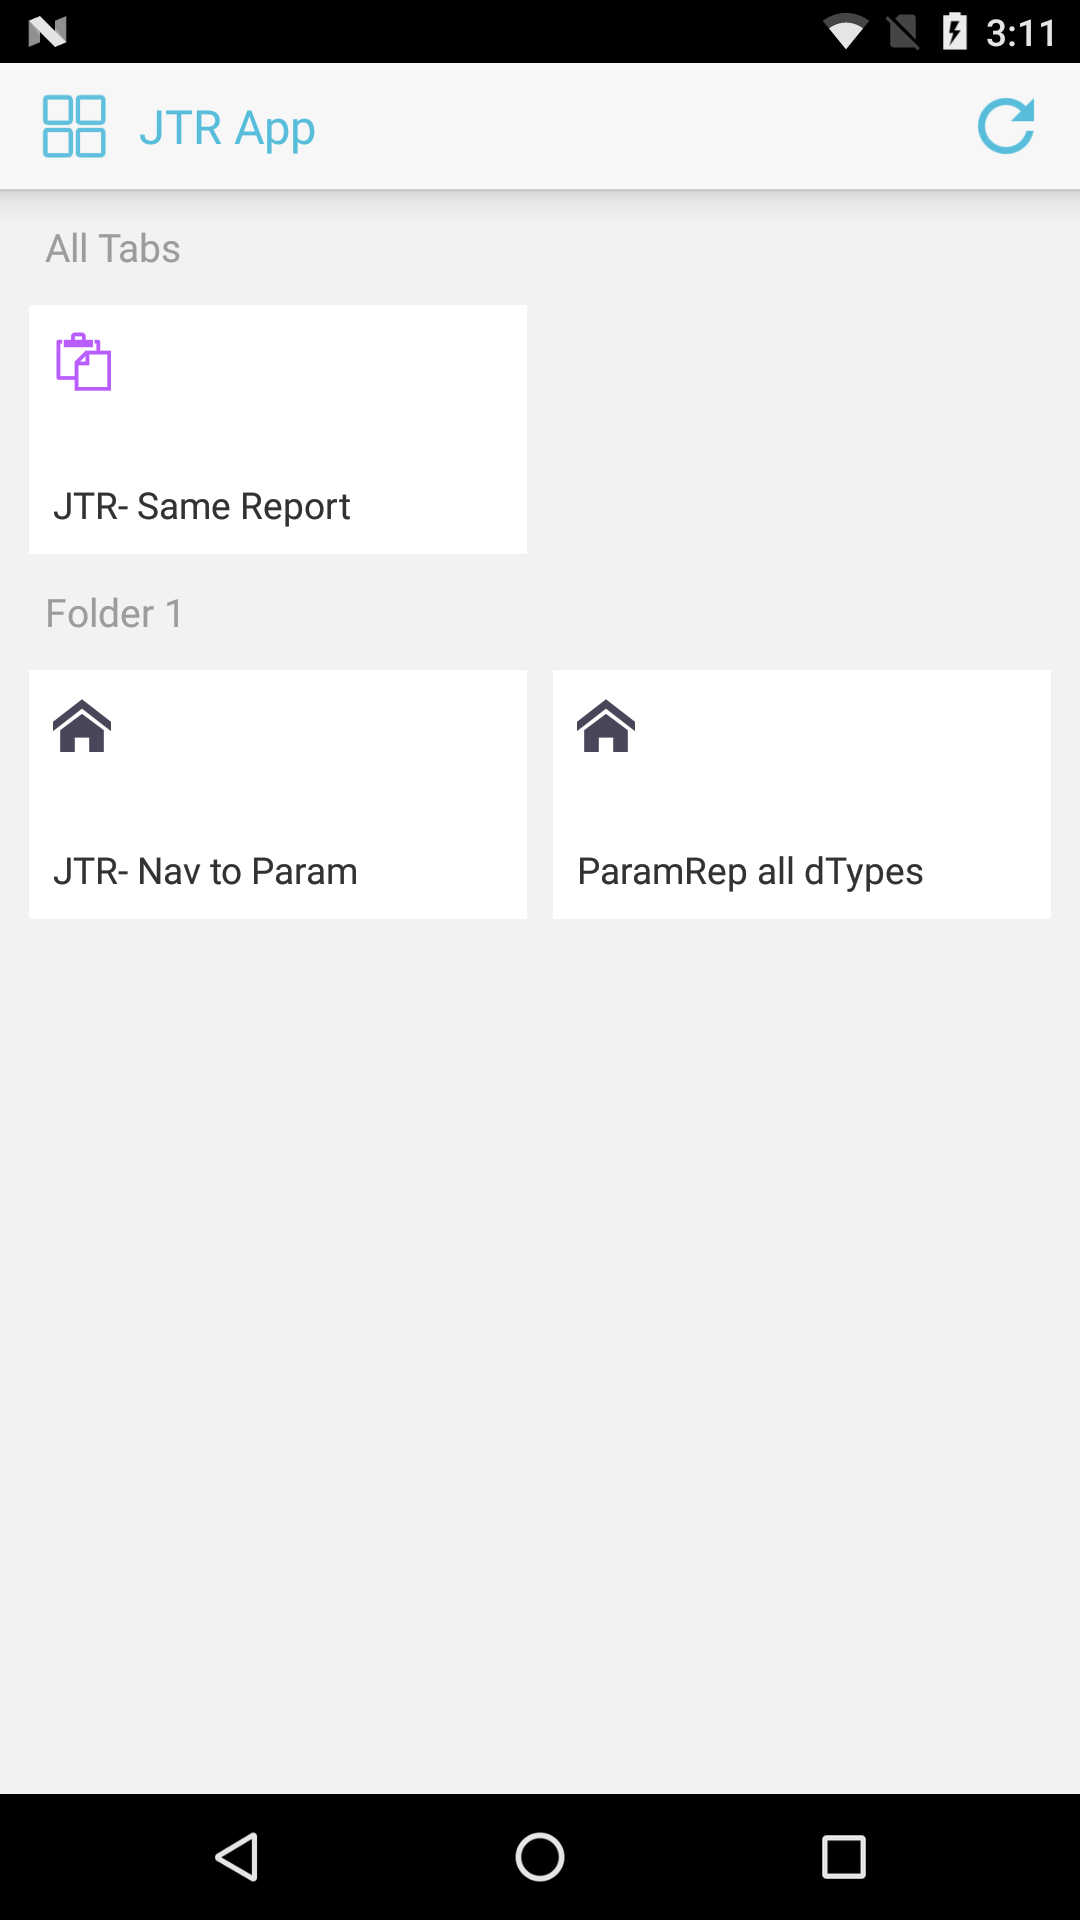 3:11
JTR App
All Tabs
JTR- Same Report
Folder 1
JTR- Nav to Param
ParamRep all dTypes